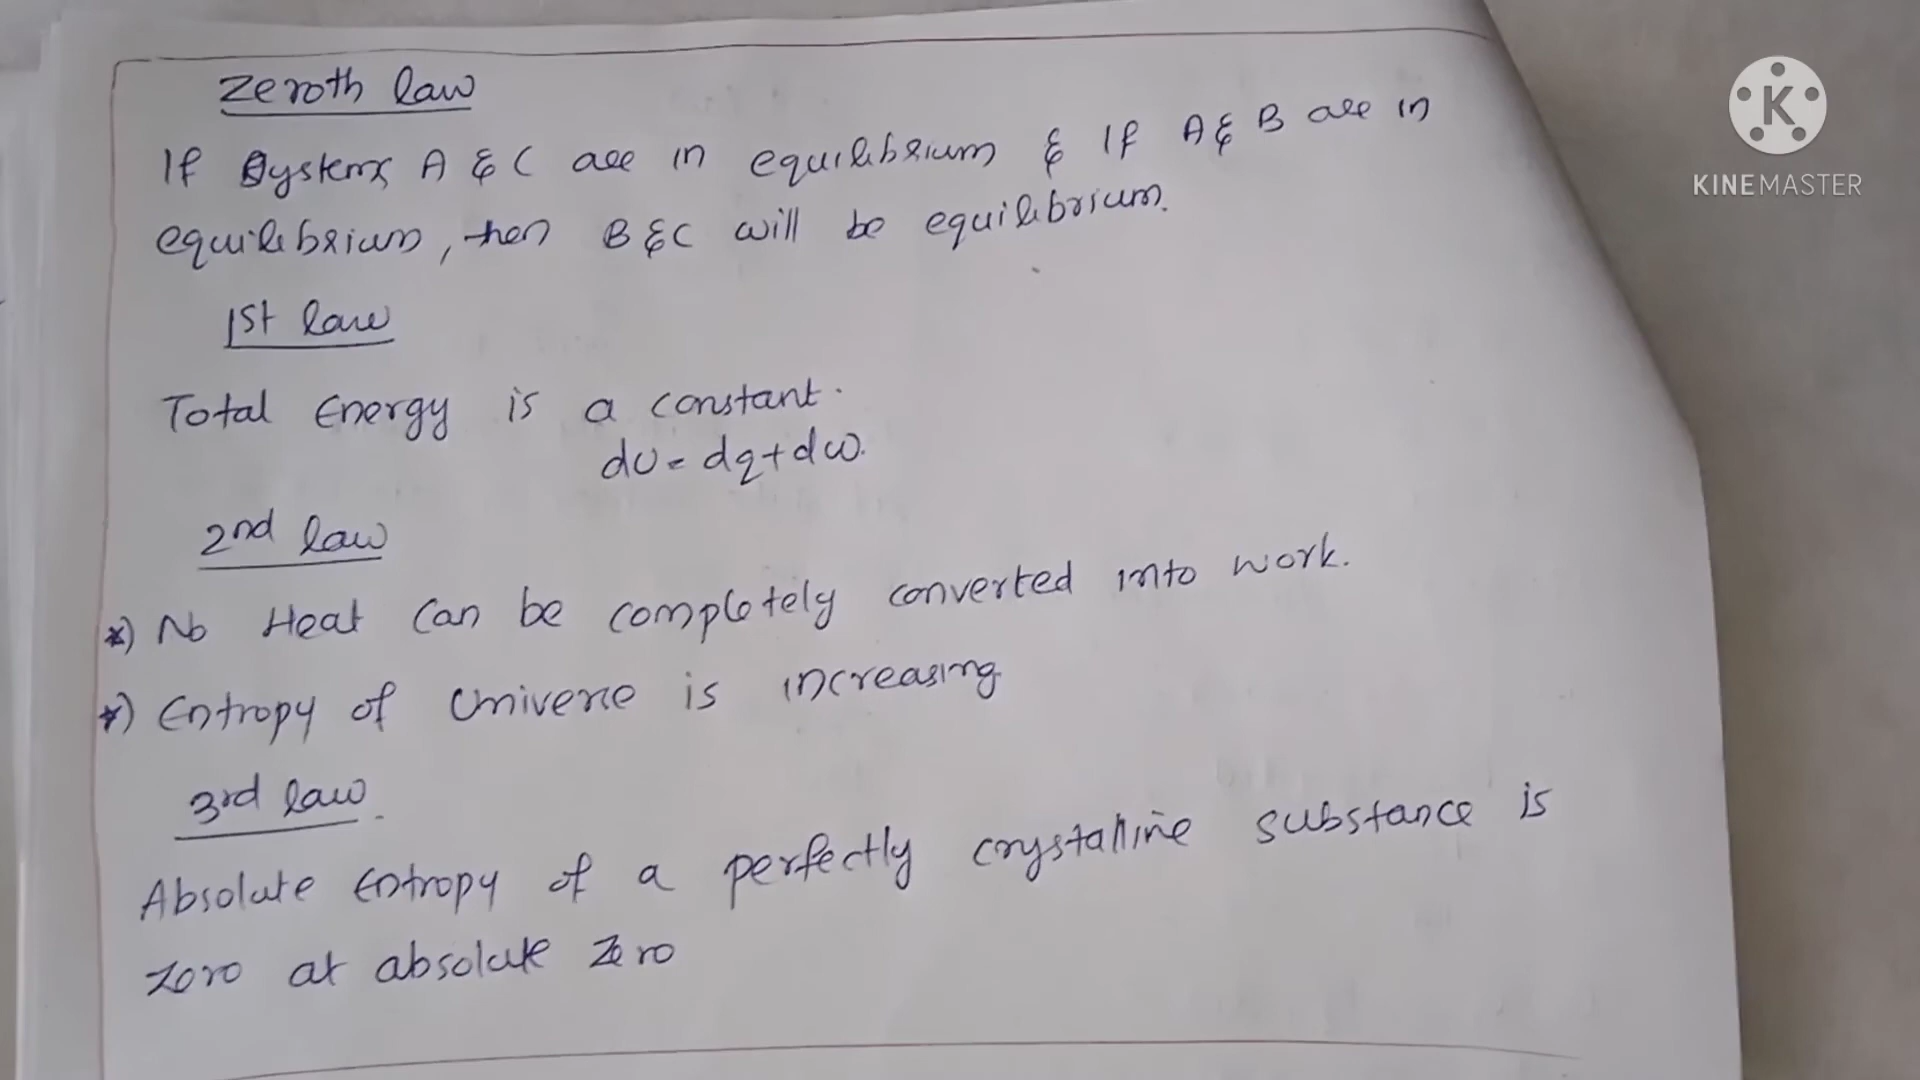 Zeroth law
If Systems A & C are in equilibrium & If A & B are in
equilibrium, then B & C will be equilibrium.
1st law
Total Energy is a constant.
dU = dq + dw.
2nd law
*) No Heat can be completely converted into work.
*) Entropy of Universe is increasing
3rd law.
Absolute Entropy of a perfectly crystalline substance is
zero at absolute zero
K
KINEMASTER